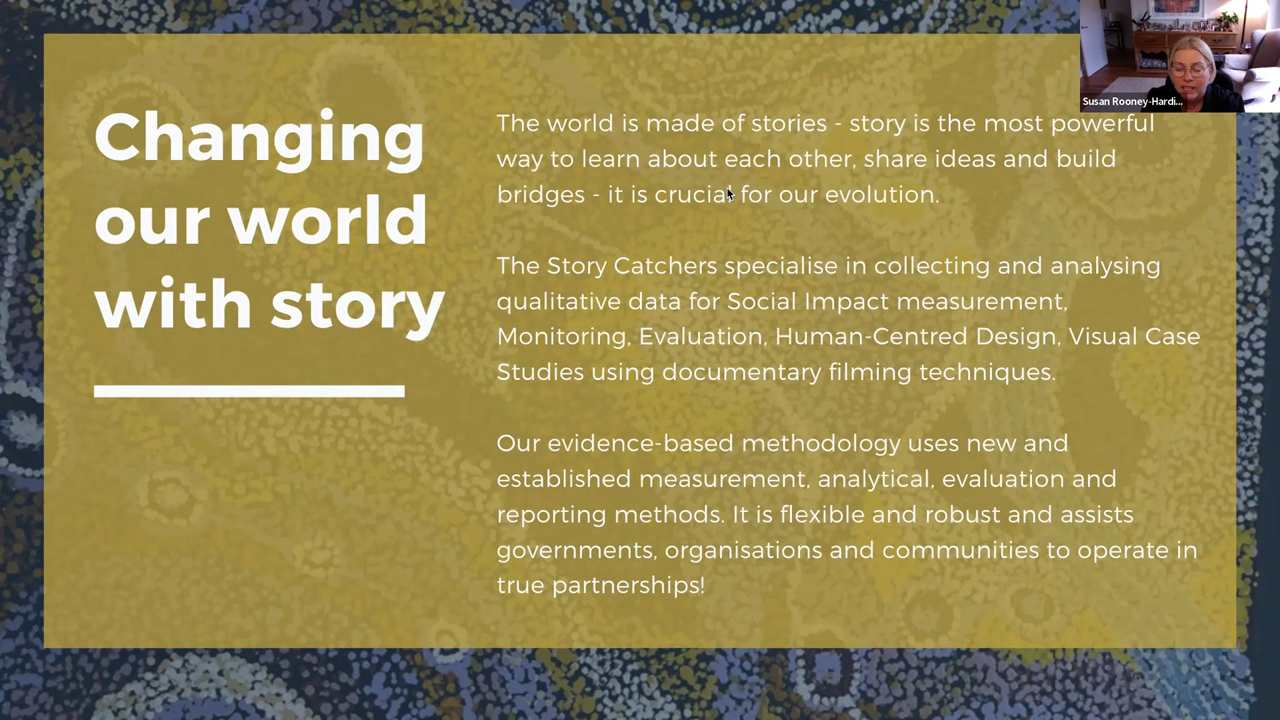 Changing
our world
with story
The world is made of stories - story is the most powerful
way to learn about each other, share ideas and build
bridges - it is crucial for our evolution.
The Story Catchers specialise in collecting and analysing
qualitative data for Social Impact measurement,
Monitoring, Evaluation, Human-Centred Design, Visual Case
Studies using documentary filming techniques.
Our evidence-based methodology uses new and
established measurement, analytical, evaluation and
reporting methods. It is flexible and robust and assists
governments, organisations and communities to operate in
true partnerships!
Susan Rooney-Hardi...